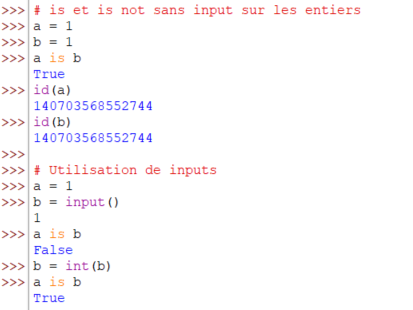 >>> # is et is not sans input sur les entiers
>>> a = 1
>>> b = 1
>>> a is b
True
>>> id(a)
140703568552744
>>> id(b)
140703568552744
>>>
>>> # Utilisation de inputs
>>> a = 1
>>> b = input()
1
>>> a is b
False
>>> b = int(b)
>>> a is b
True